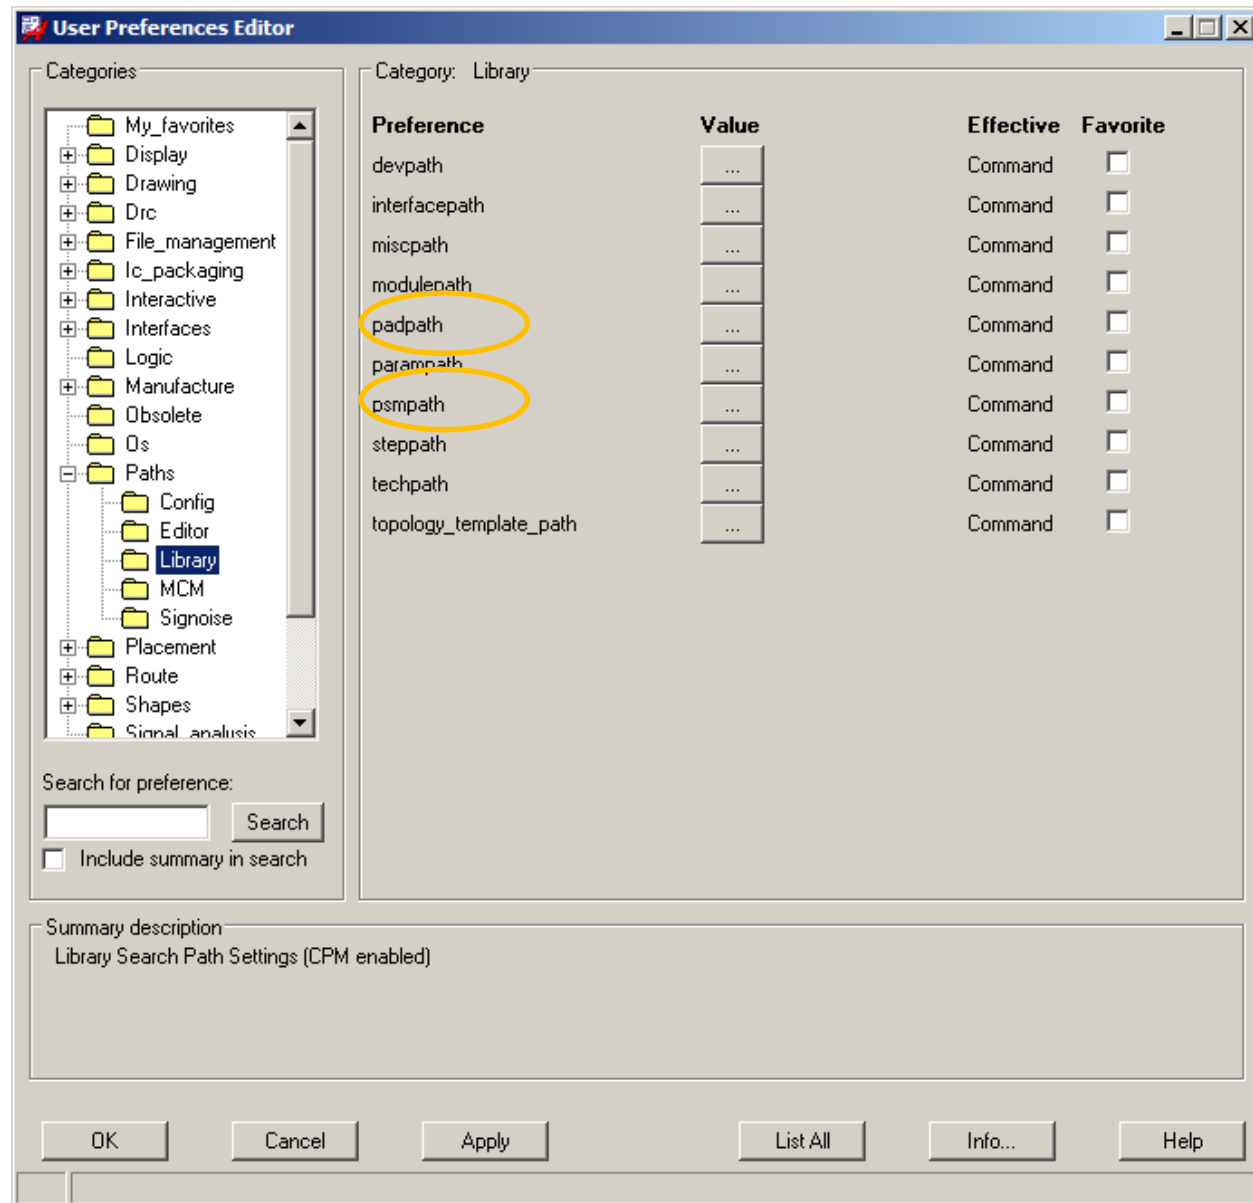 User Preferences Editor
Categories
My_favorites
Display
Drawing
Drc
File_management
Ic_packaging
Interactive
Interfaces
Logic
Manufacture
Obsolete
Os
Paths
Config
Editor
Library
MCM
Signoise
Placement
Route
Shapes
Signal_analysis
Search for preference:
Search
Include summary in search
Category: Library
Preference Value Effective Favorite
devpath ... Command
interfacepath ... Command
miscpath ... Command
modulepath ... Command
padpath ... Command
parampath ... Command
psmpath ... Command
steppath ... Command
techpath ... Command
topology_template_path ... Command
Summary description
Library Search Path Settings (CPM enabled)
OK Cancel Apply List All Info... Help